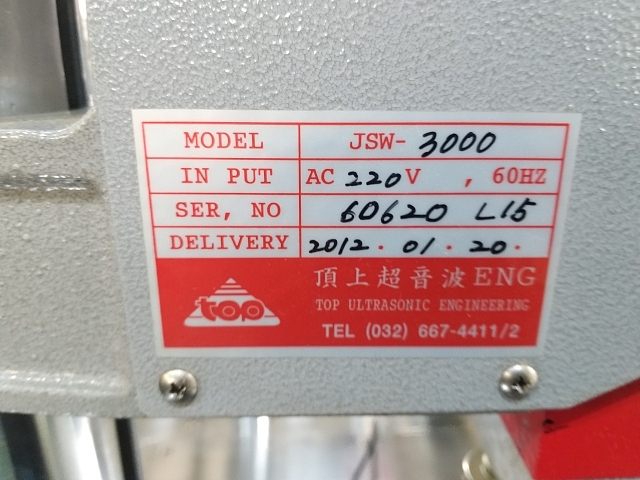 MODEL JSW-3000
IN PUT AC 220V , 60HZ
SER, NO 60620 L15
DELIVERY 2012. 01. 20.
top
頂上超音波ENG
TOP ULTRASONIC ENGINEERING
TEL (032) 667-4411/2